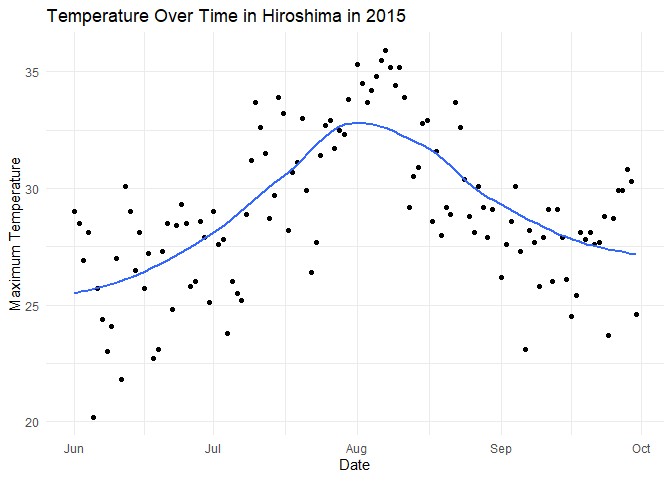 Temperature Over Time in Hiroshima in 2015
Maximum Temperature
35
30
25
20
Jun Jul Aug Sep Oct
Date